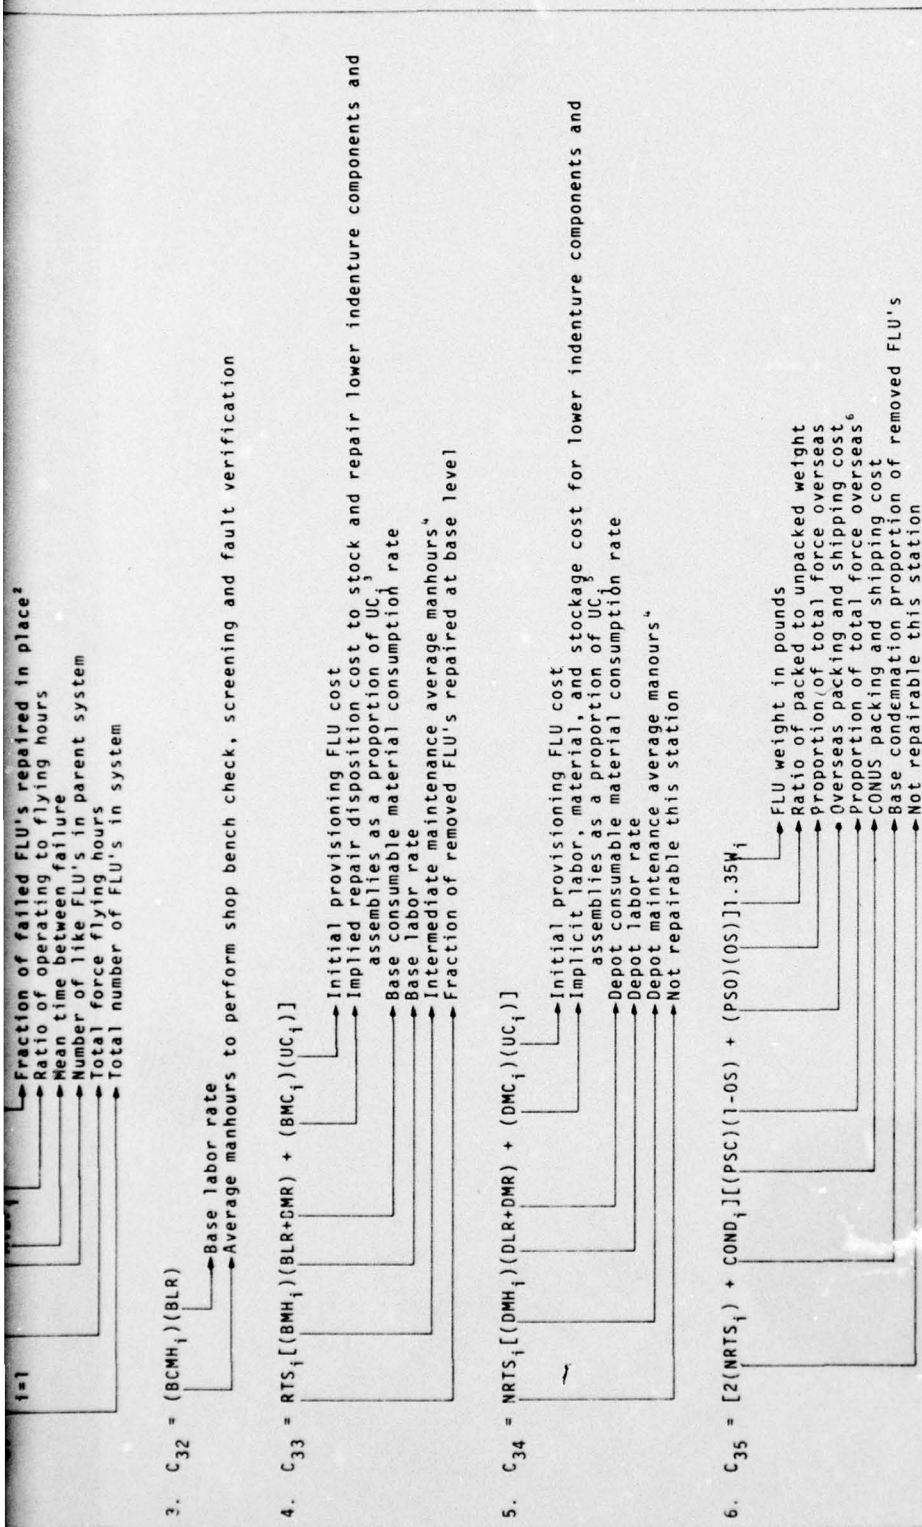 i=1
Fraction of failed FLU's repaired in place²
Ratio of operating to flying hours
Mean time between failure
Number of like FLU's in parent system
Total force flying hours
Total number of FLU's in system
3. C₃₂ = (BCMHᵢ)(BLR)
Base labor rate
Average manhours to perform shop bench check, screening and fault verification
4. C₃₃ = RTSᵢ[(BMHᵢ)(BLR+DMR) + (BMCᵢ)(UCᵢ)]
Initial provisioning FLU cost
Implied repair disposition cost to stock and repair lower indenture components and
assemblies as a proportion of UCᵢ³
Base consumable material consumption rate
Base labor rate
Intermediate maintenance average manhours⁴
Fraction of removed FLU's repaired at base level
5. C₃₄ = NRTSᵢ[(DMHᵢ)(DLR+DMR) + (DMCᵢ)(UCᵢ)]
Initial provisioning FLU cost
Implicit labor, material, and stockage cost for lower indenture components and
assemblies as a proportion of UCᵢ⁵
Depot consumable material consumption rate
Depot labor rate
Depot maintenance average manours⁴
Not repairable this station
6. C₃₅ = [2(NRTSᵢ) + CONDᵢ][(PSC)(1-OS) + (PSO)(OS)]1.35Wᵢ
FLU weight in pounds
Ratio of packed to unpacked weight
Proportion of total force overseas
Overseas packing and shipping cost
Proportion of total force overseas⁶
CONUS packing and shipping cost
Base condemnation proportion of removed FLU's
Not repairable this station